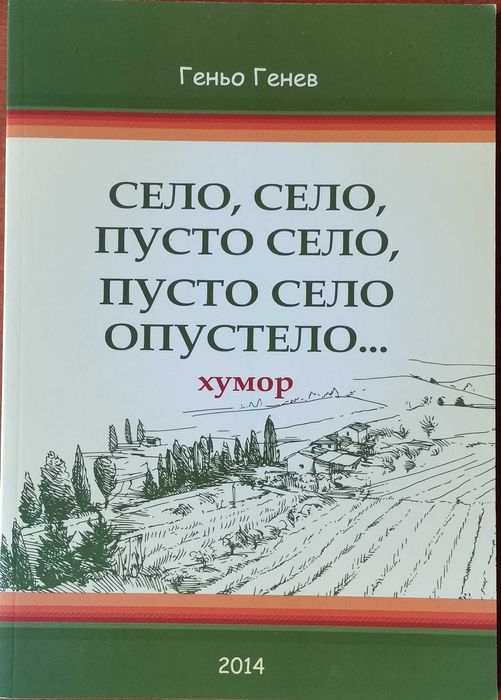 Геньо Генев
СЕЛО, СЕЛО,
ПУСТО СЕЛО,
ПУСТО СЕЛО
ОПУСТЕЛО...
хумор
2014